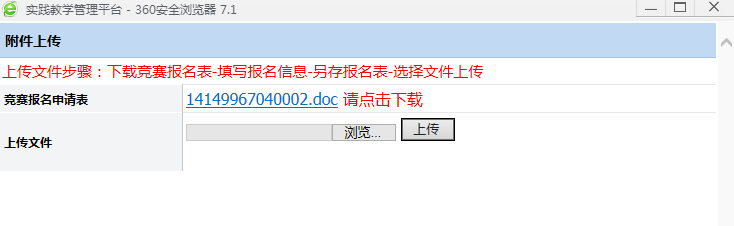 实践教学管理平台 - 360安全浏览器 7.1
附件上传
上传文件步骤：下载竞赛报名表-填写报名信息-另存报名表-选择文件上传
竞赛报名申请表 14149967040002.doc 请点击下载
上传文件 浏览... 上传